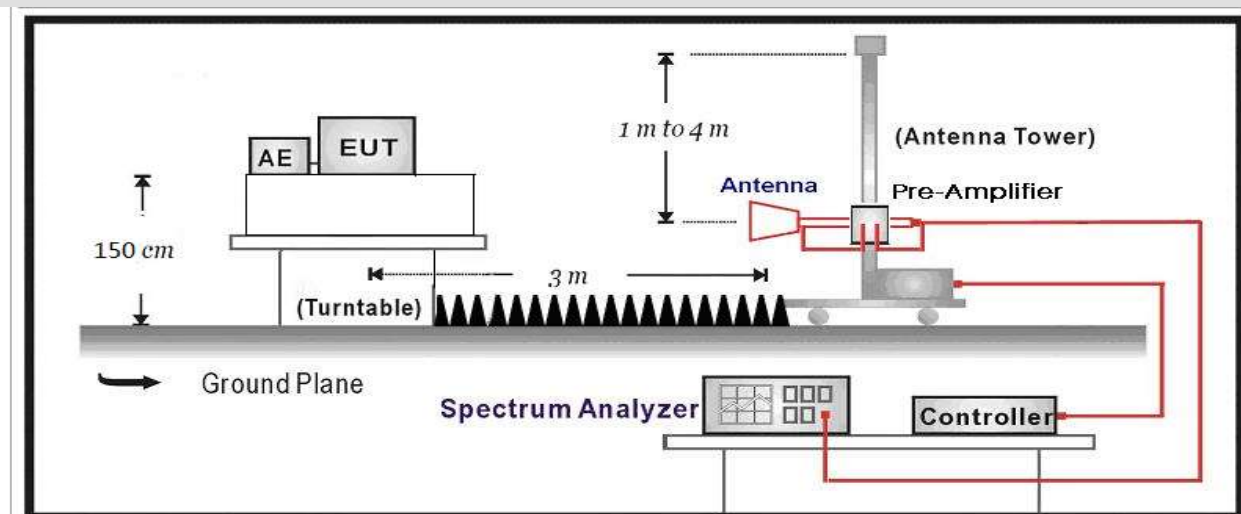 1 m to 4 m
(Antenna Tower)
AE
EUT
Antenna
Pre-Amplifier
150 cm
3 m
(Turntable)
Ground Plane
Spectrum Analyzer
Controller